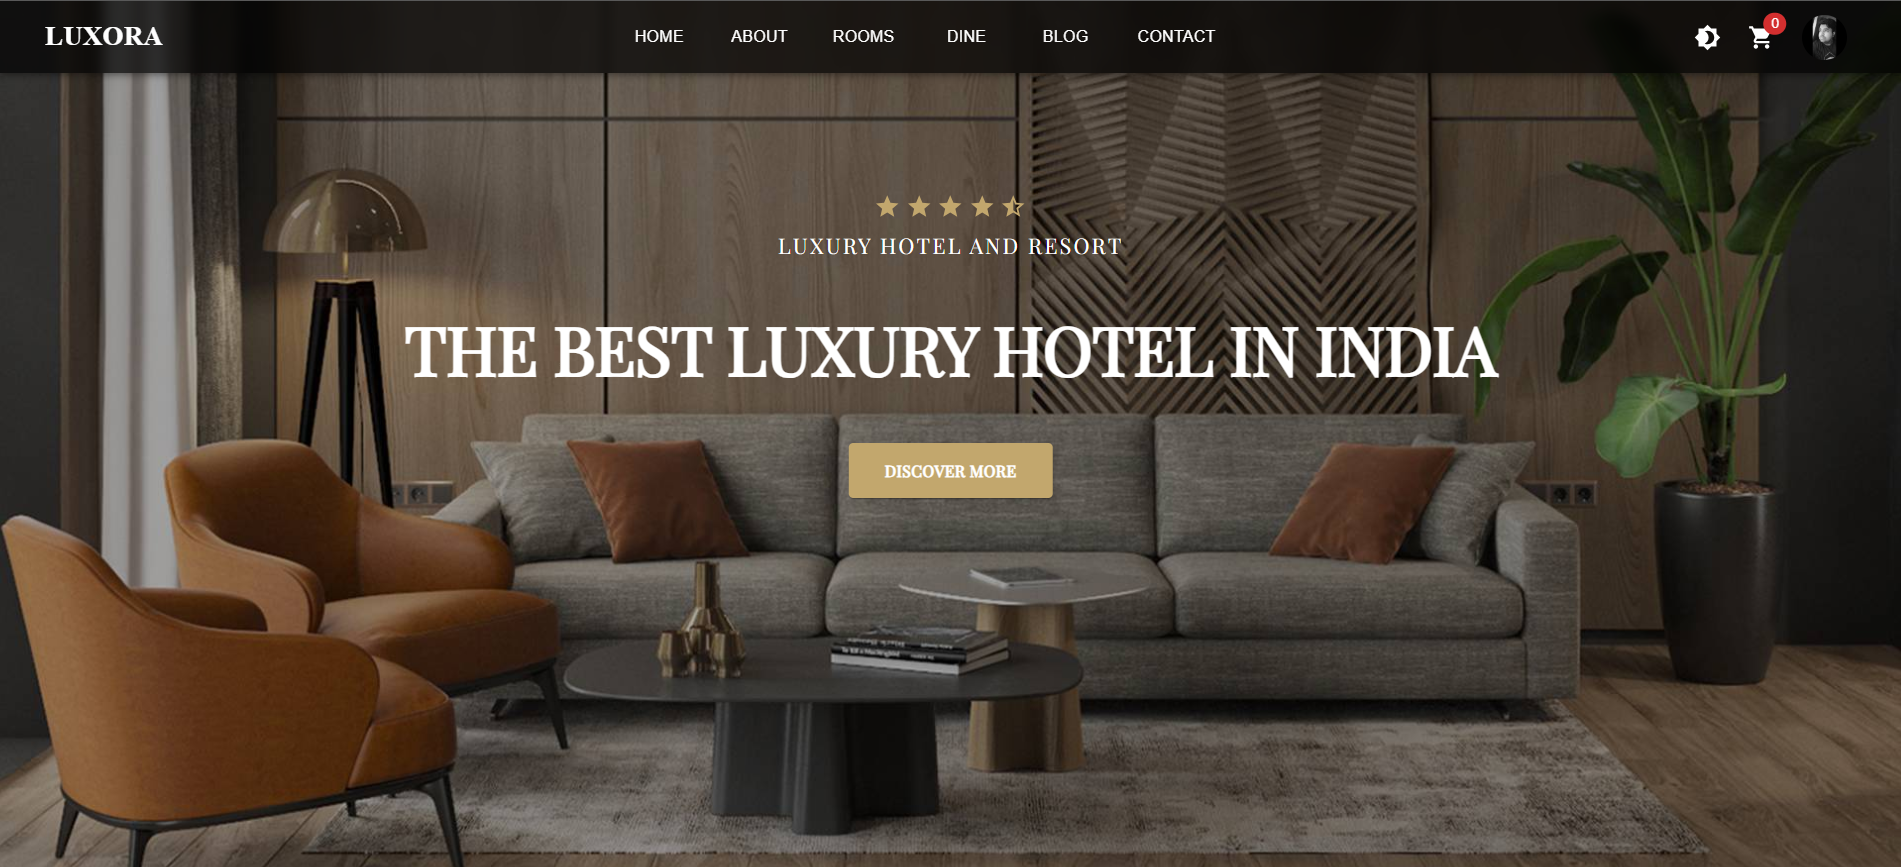 LUXORA
HOME
ABOUT
ROOMS
DINE
BLOG
CONTACT
0
LUXURY HOTEL AND RESORT
THE BEST LUXURY HOTEL IN INDIA
DISCOVER MORE